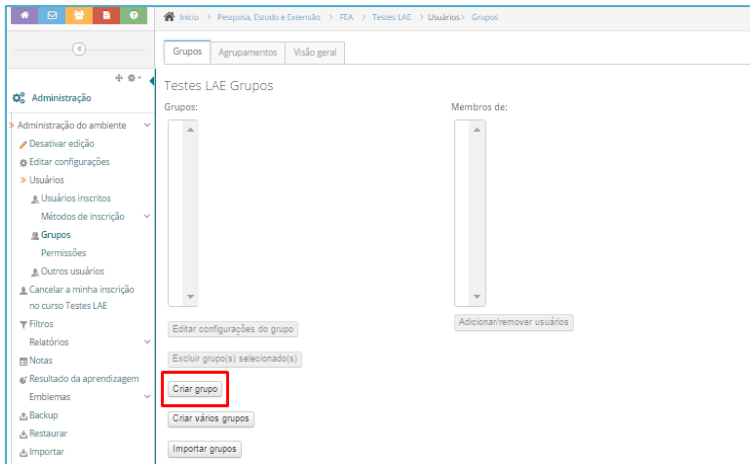 Início > Pesquisa, Estudo e Extensão > FEA > Testes LAE > Usuários > Grupos
Grupos Agrupamentos Visão geral
Administração
Administração do ambiente
Desativar edição
Editar configurações
Usuários
Usuários inscritos
Métodos de inscrição
Grupos
Permissões
Outros usuários
Cancelar a minha inscrição
no curso Testes LAE
Filtros
Relatórios
Notas
Resultado da aprendizagem
Emblemas
Backup
Restaurar
Importar
Testes LAE Grupos
Grupos:
Editar configurações do grupo
Excluir grupo(s) selecionado(s)
Criar grupo
Criar vários grupos
Importar grupos
Membros de:
Adicionar/remover usuários